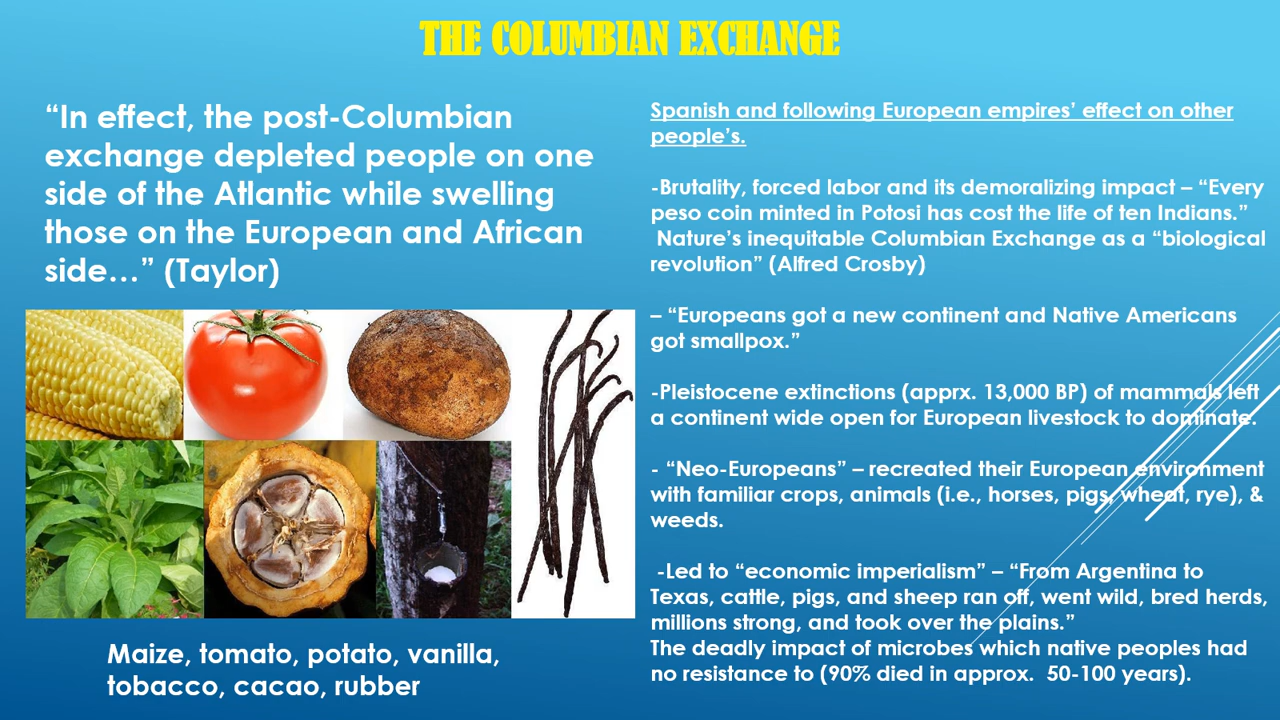 THE COLUMBIAN EXCHANGE
“In effect, the post-Columbian
exchange depleted people on one
side of the Atlantic while swelling
those on the European and African
side…” (Taylor)
Maize, tomato, potato, vanilla,
tobacco, cacao, rubber
Spanish and following European empires’ effect on other
people’s.
-Brutality, forced labor and its demoralizing impact – “Every
peso coin minted in Potosi has cost the life of ten Indians.”
Nature’s inequitable Columbian Exchange as a “biological
revolution” (Alfred Crosby)
– “Europeans got a new continent and Native Americans
got smallpox.”
-Pleistocene extinctions (apprx. 13,000 BP) of mammals left
a continent wide open for European livestock to dominate.
- “Neo-Europeans” – recreated their European environment
with familiar crops, animals (i.e., horses, pigs, wheat, rye), &
weeds.
-Led to “economic imperialism” – “From Argentina to
Texas, cattle, pigs, and sheep ran off, went wild, bred herds,
millions strong, and took over the plains.”
The deadly impact of microbes which native peoples had
no resistance to (90% died in approx. 50-100 years).